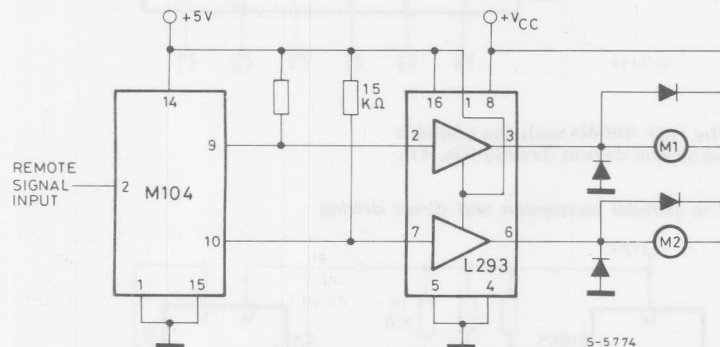 +5V
+VCC
14
15
KΩ
16
1
8
9
2
3
M1
REMOTE
SIGNAL
INPUT
2
M104
10
7
6
M2
L293
1
15
5
4
S-5774